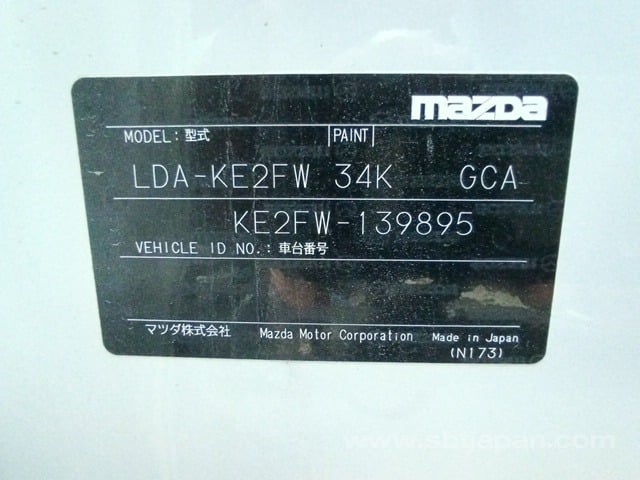 mazda
MODEL: 型式 PAINT
LDA-KE2FW 34K GCA
KE2FW-139895
VEHICLE ID NO.: 車台番号
マツダ株式会社 Mazda Motor Corporation Made in Japan
(N173)
www.sbyapan.com